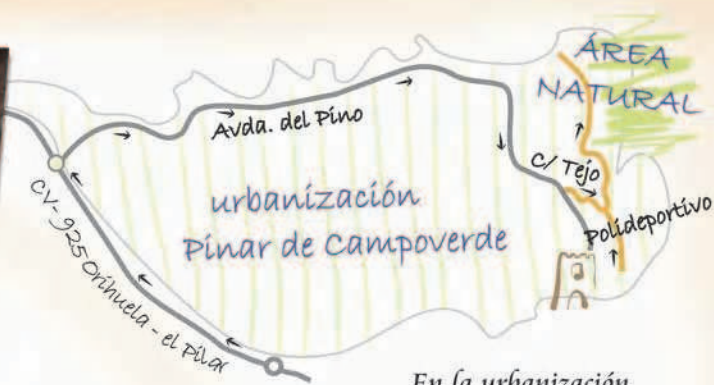 ÁREA
NATURAL
Avda. del Pino
C/ Tejo
urbanización
Pinar de Campoverde
Polideportivo
CV-925 Orihuela - el Pilar
En la urbanización